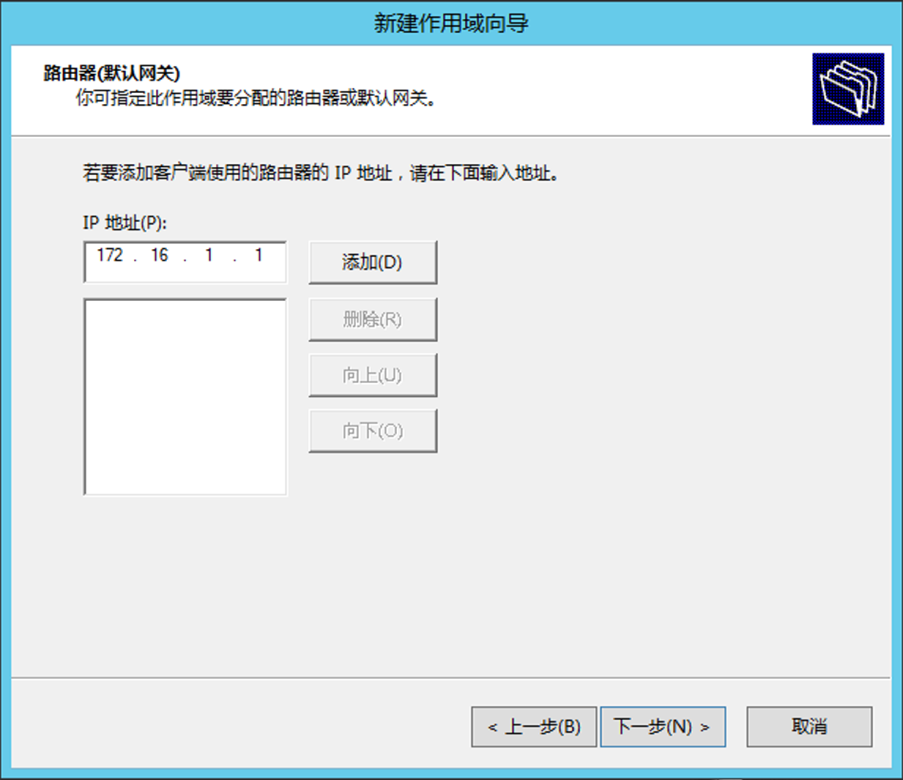 新建作用域向导
路由器(默认网关)
你可指定此作用域要分配的路由器或默认网关。
若要添加客户端使用的路由器的 IP 地址，请在下面输入地址。
IP 地址(P):
172 . 16 . 1 . 1
添加(D)
删除(R)
向上(U)
向下(O)
< 上一步(B)
下一步(N) >
取消